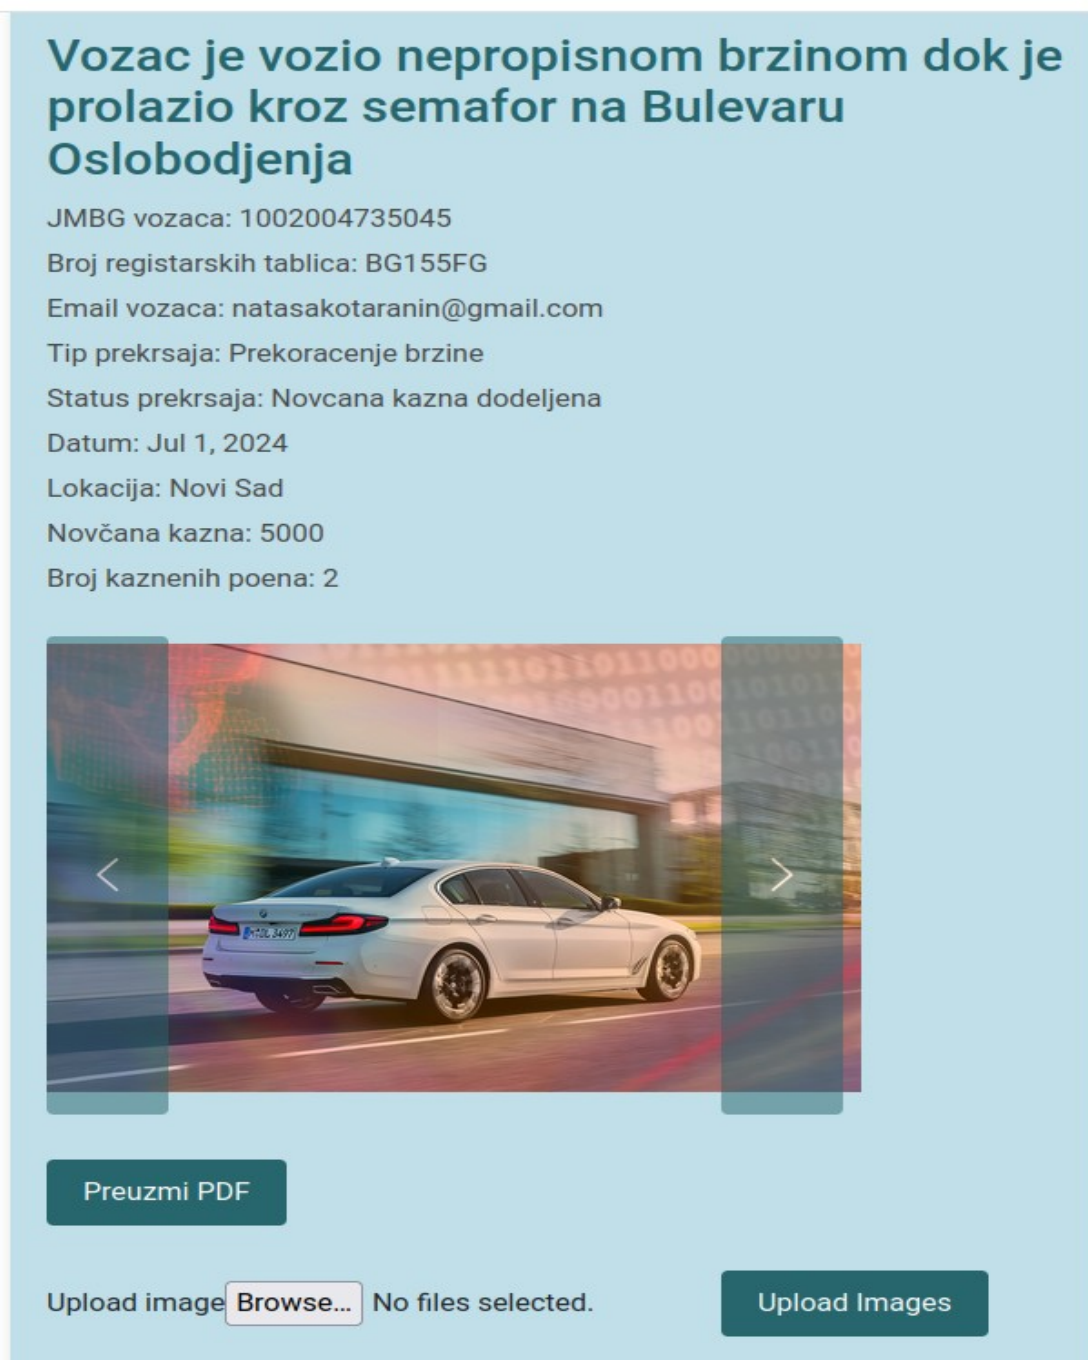 Vozac je vozio nepropisnom brzinom dok je
prolazio kroz semafor na Bulevaru
Oslobodjenja
JMBG vozaca: 1002004735045
Broj registarskih tablica: BG155FG
Email vozaca: natasakotaranin@gmail.com
Tip prekrsaja: Prekoracenje brzine
Status prekrsaja: Novcana kazna dodeljena
Datum: Jul 1, 2024
Lokacija: Novi Sad
Novčana kazna: 5000
Broj kaznenih poena: 2
Preuzmi PDF
Upload image Browse... No files selected. Upload Images